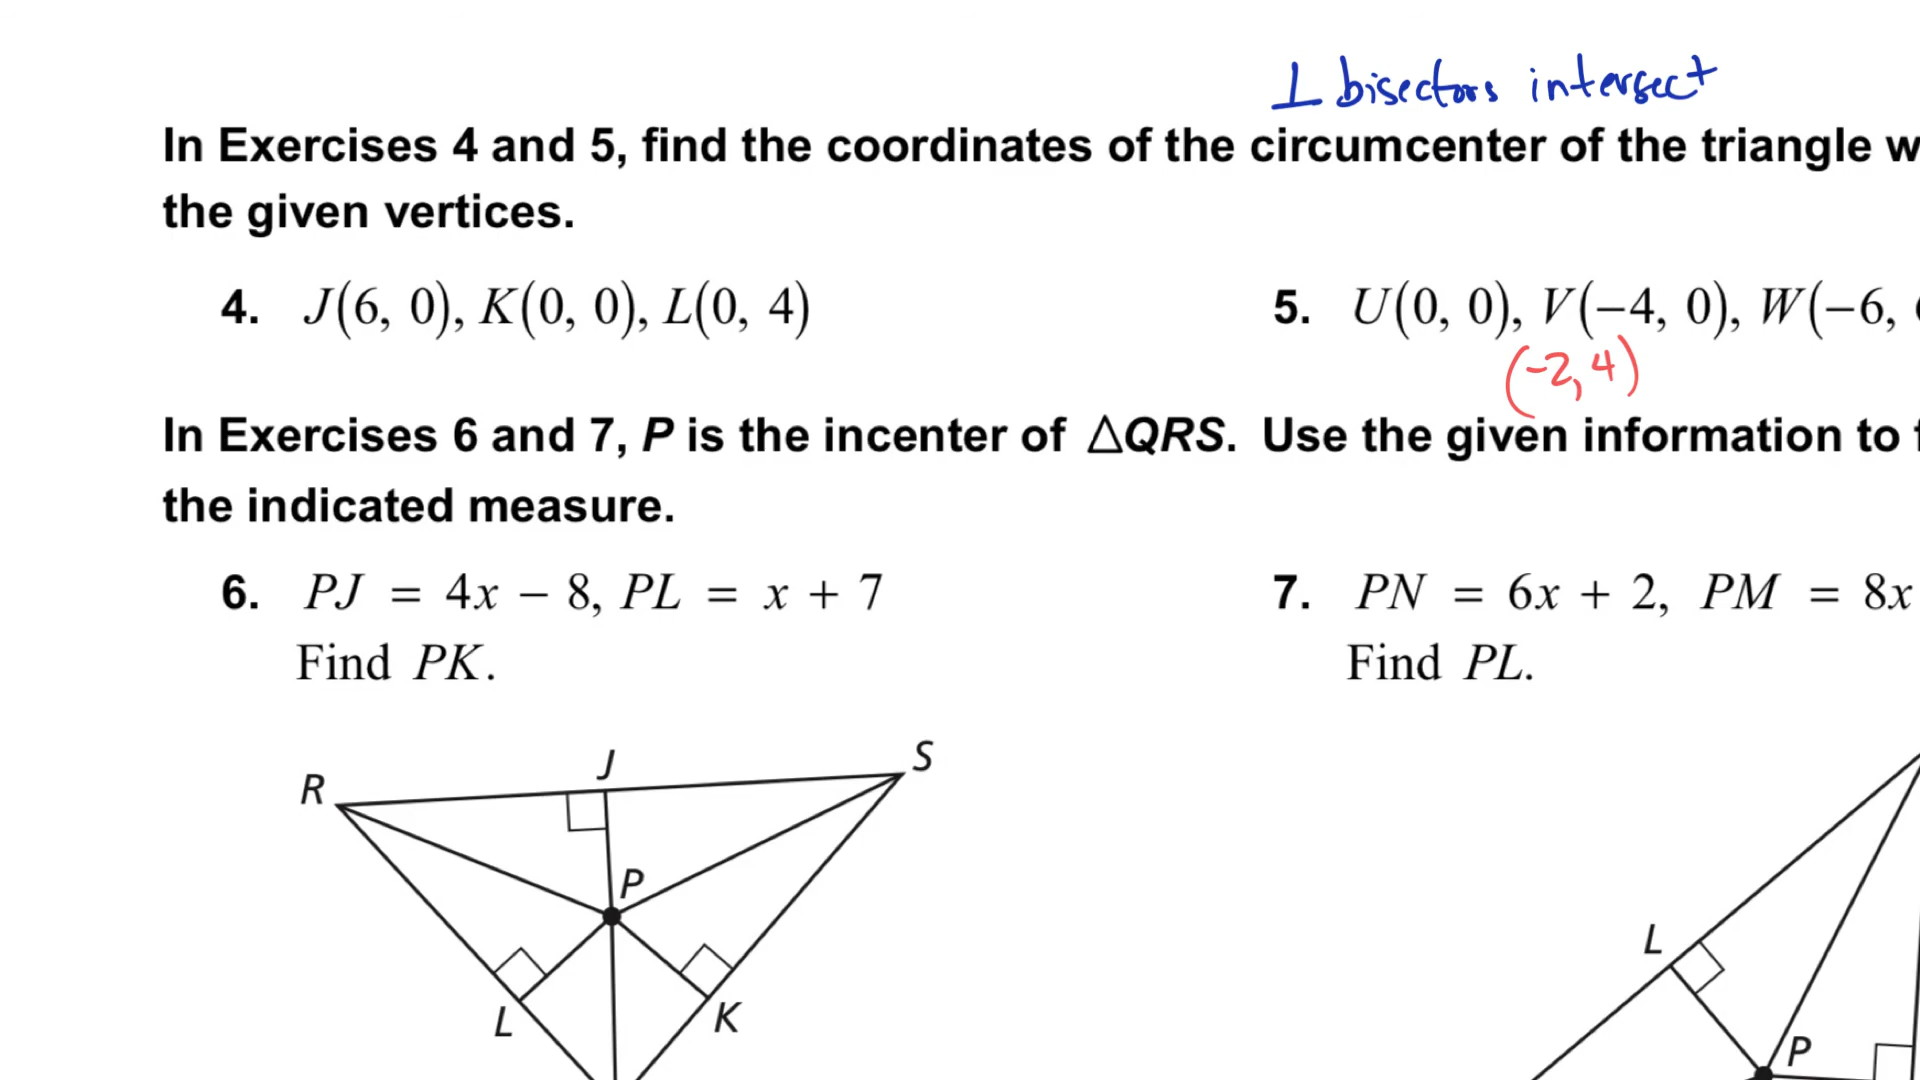 ⊥ bisectors intersect
In Exercises 4 and 5, find the coordinates of the circumcenter of the triangle w
the given vertices.
4. J(6, 0), K(0, 0), L(0, 4)
5. U(0, 0), V(−4, 0), W(−6,
(-2, 4)
In Exercises 6 and 7, P is the incenter of △QRS. Use the given information to
the indicated measure.
6. PJ = 4x − 8, PL = x + 7
Find PK.
7. PN = 6x + 2, PM = 8x
Find PL.
R
J
S
P
L
K
L
P